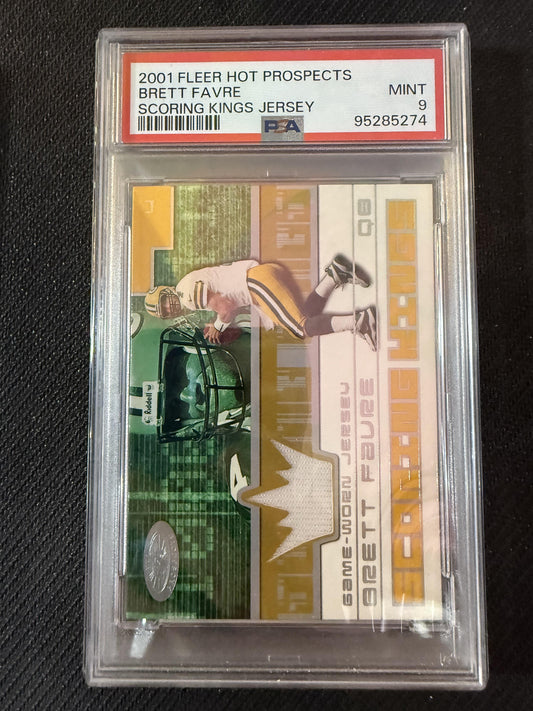 2001 FLEER HOT PROSPECTS
BRETT FAVRE MINT
SCORING KINGS JERSEY 9
PSA 95285274
SCORING KINGS
QB
BRETT FAVRE
GAME-WORN JERSEY
Riddell
4